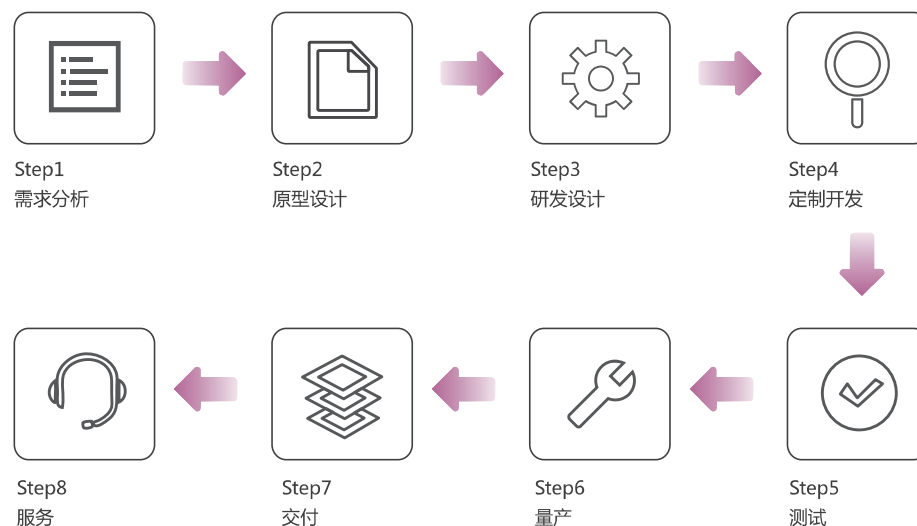 Step1
需求分析
Step2
原型设计
Step3
研发设计
Step4
定制开发
Step5
测试
Step6
量产
Step7
交付
Step8
服务